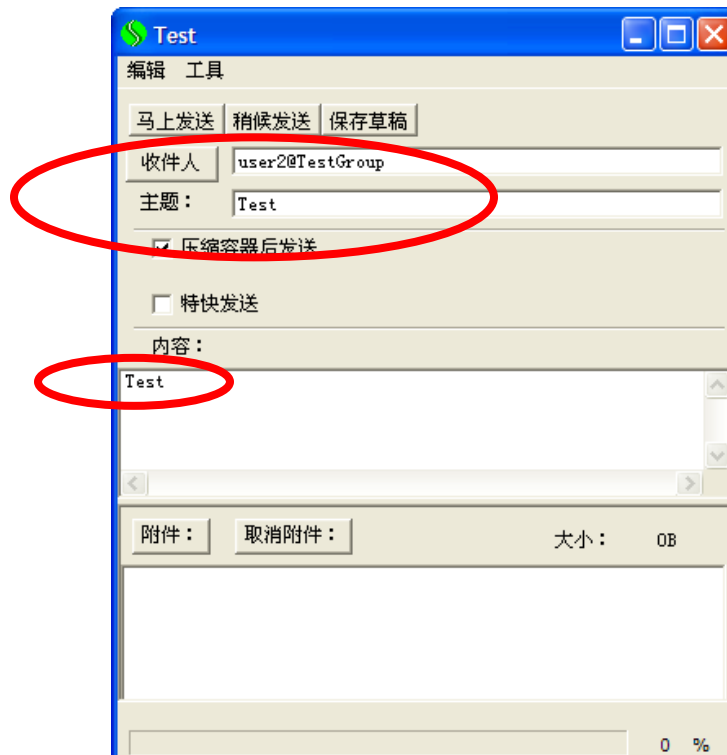 Test
编辑 工具
马上发送 稍候发送 保存草稿
收件人 user2@TestGroup
主题： Test
压缩容器后发送
特快发送
内容：
Test
附件： 取消附件： 大小： 0B
0 %